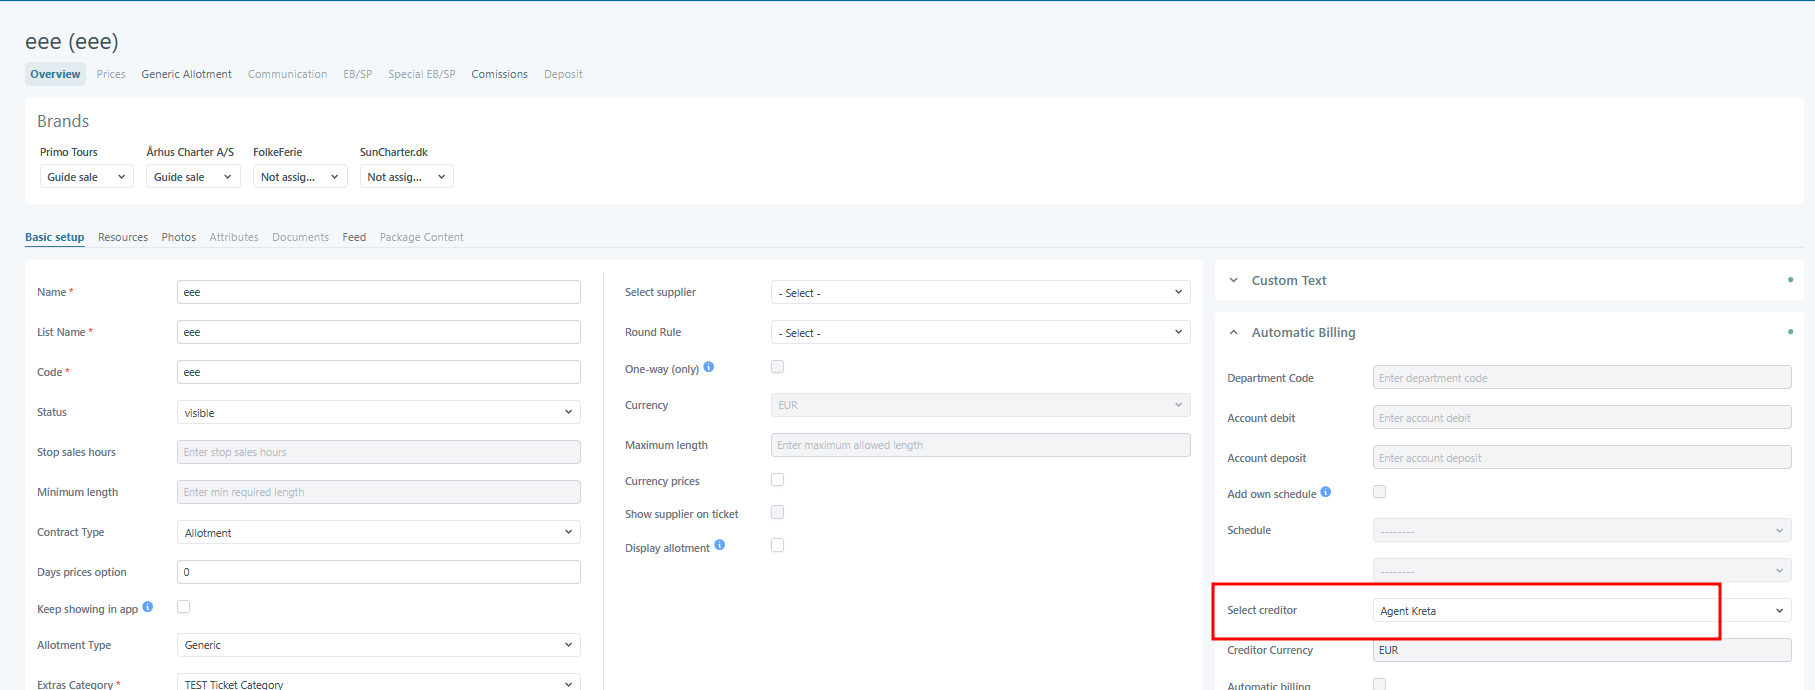 eee (eee)
Overview Prices Generic Allotment Communication EB/SP Special EB/SP Comissions Deposit
Brands
Primo Tours Århus Charter A/S FolkeFerie SunCharter.dk
Guide sale Guide sale Not assig... Not assig...
Basic setup Resources Photos Attributes Documents Feed Package Content
Name * eee
List Name * eee
Code * eee
Status visible
Stop sales hours Enter stop sales hours
Minimum length Enter min required length
Contract Type Allotment
Days prices option 0
Keep showing in app
Allotment Type Generic
Extras Category * TEST Ticket Category
Select supplier - Select -
Round Rule - Select -
One-way (only)
Currency EUR
Maximum length Enter maximum allowed length
Currency prices
Show supplier on ticket
Display allotment
Custom Text
Automatic Billing
Department Code Enter department code
Account debit Enter account debit
Account deposit Enter account deposit
Add own schedule
Schedule --------
--------
Select creditor Agent Kreta
Creditor Currency EUR
Automatic billing